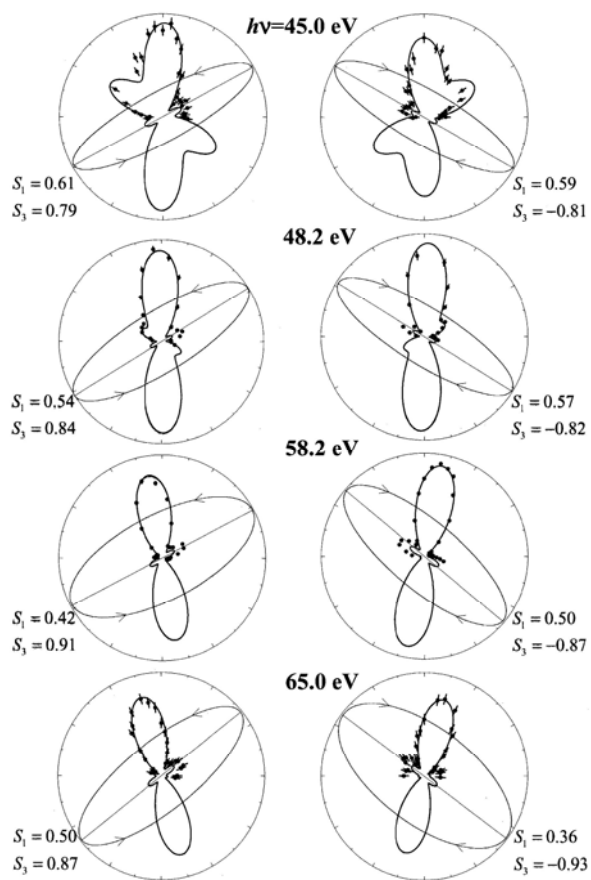 hν=45.0 eV
S₁ = 0.61
S₃ = 0.79
S₁ = 0.59
S₃ = −0.81
48.2 eV
S₁ = 0.54
S₃ = 0.84
S₁ = 0.57
S₃ = −0.82
58.2 eV
S₁ = 0.42
S₃ = 0.91
S₁ = 0.50
S₃ = −0.87
65.0 eV
S₁ = 0.50
S₃ = 0.87
S₁ = 0.36
S₃ = −0.93